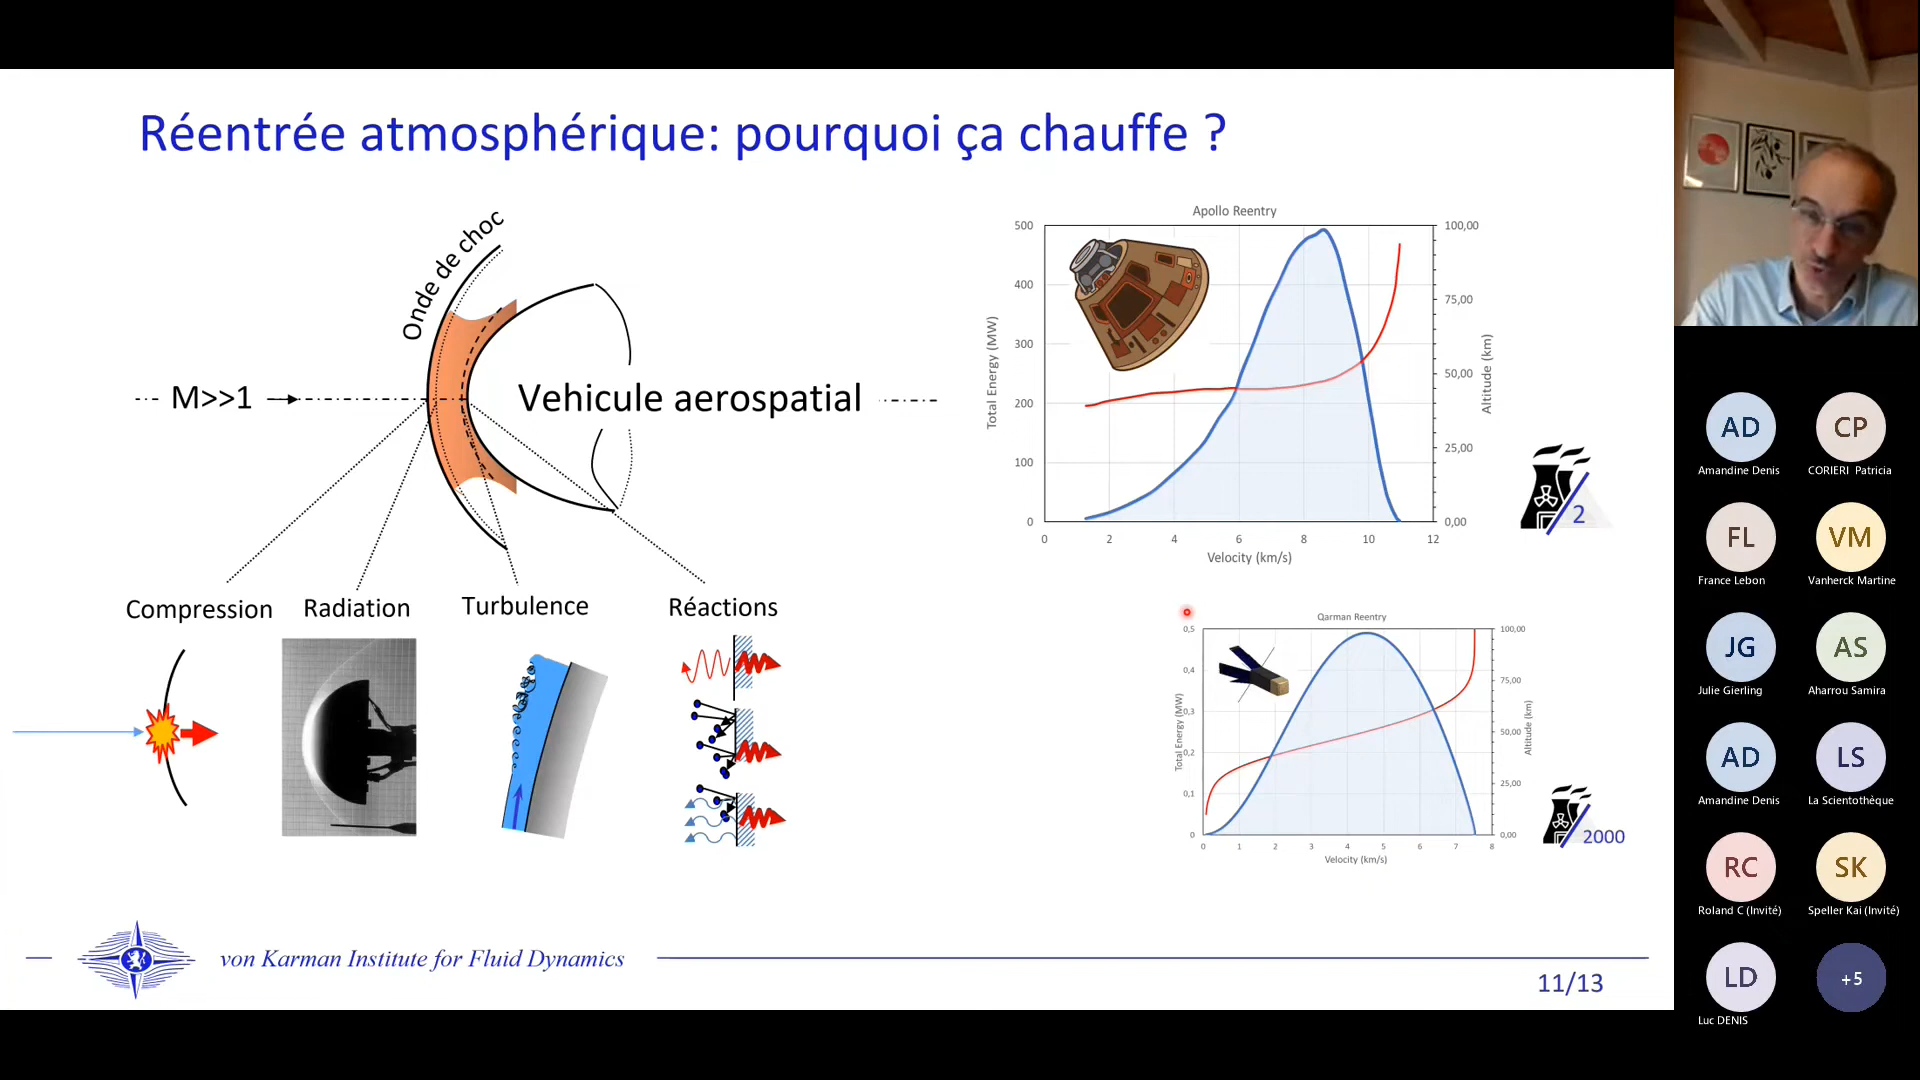 Réentrée atmosphérique: pourquoi ça chauffe ?
Onde de choc
M>>1
Vehicule aerospatial
Compression
Radiation
Turbulence
Réactions
Apollo Reentry
500
400
300
200
100
0
Total Energy (MW)
100,00
75,00
50,00
25,00
0,00
Altitude (km)
0 2 4 6 8 10 12
Velocity (km/s)
2
Qarman Reentry
0,5
0,4
0,3
0,2
0,1
0
Total Energy (MW)
100,00
75,00
50,00
25,00
0,00
Altitude (km)
0 1 2 3 4 5 6 7 8
Velocity (km/s)
2000
von Karman Institute for Fluid Dynamics
11/13
AD CP
Amandine Denis CORIERI Patricia
FL VM
France Lebon Vanherck Martine
JG AS
Julie Gierling Aharrou Samira
AD LS
Amandine Denis La Scientothèque
RC SK
Roland C (Invité) Speller Kai (Invité)
LD +5
Luc DENIS